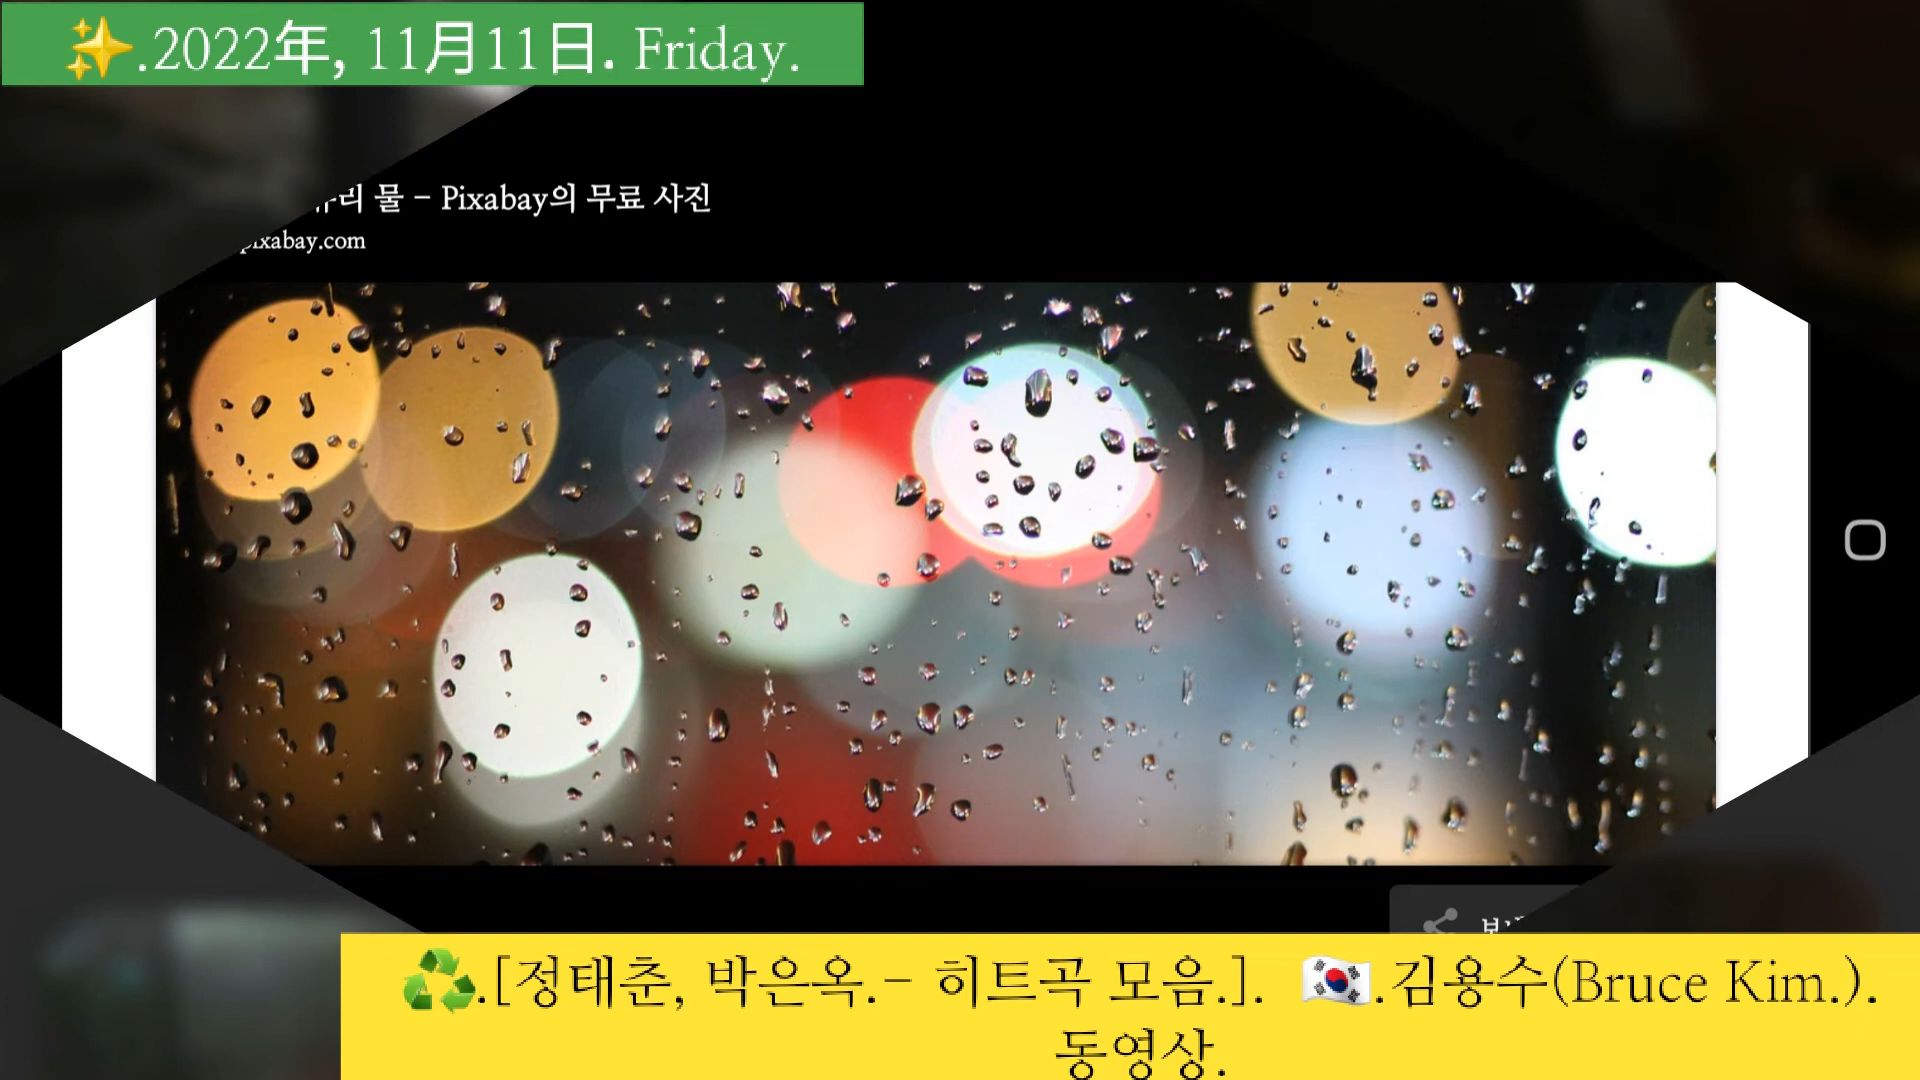 ✨.2022年, 11月11日. Friday.
물 - Pixabay의 무료 사진
pixabay.com
♻️.[정태춘, 박은옥.- 히트곡 모음.]. 🇰🇷.김용수(Bruce Kim.).
동영상.